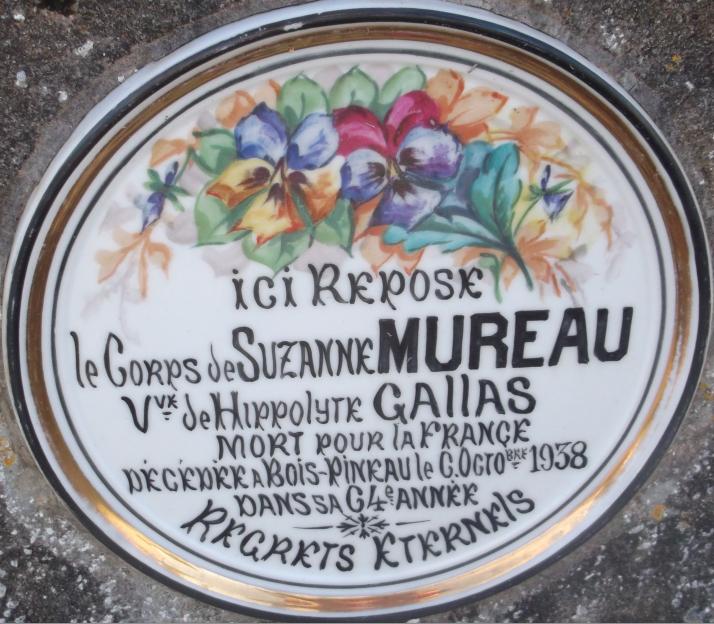 ici REPOSE
le CORPS de SUZANNE MUREAU
Vve de HIPPOLYTE GALLAS
MORT POUR la FRANCE
DÉCÉDÉE A BOIS-PINEAU le 6.OCTOBRE 1938
DANS SA 64e ANNÉE
REGRETS ETERNELS